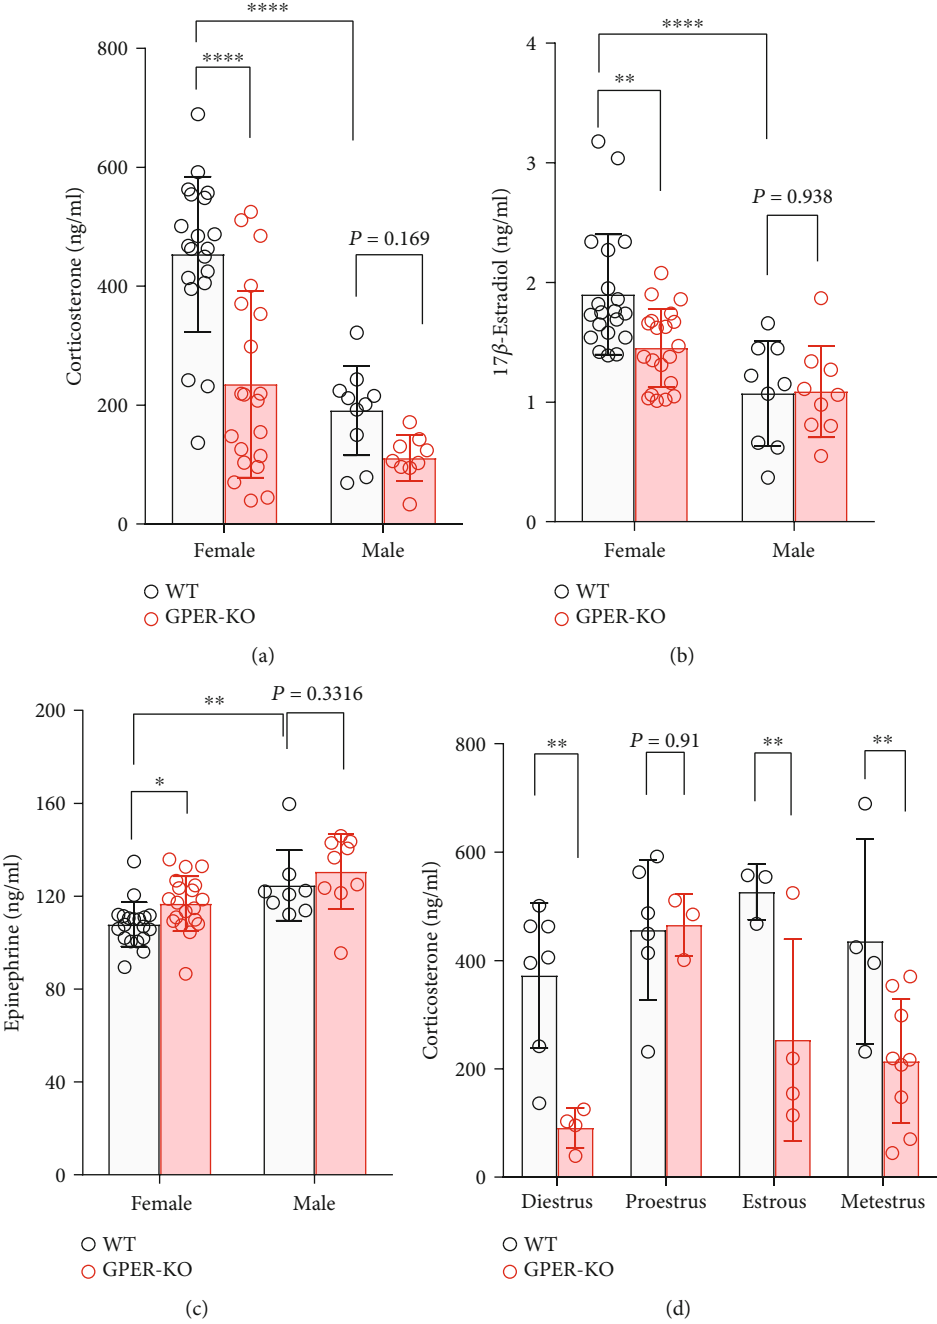 ****
****
P = 0.169
Corticosterone (ng/ml)
800
600
400
200
0
Female
Male
WT
GPER-KO
(a)
****
**
P = 0.938
17β-Estradiol (ng/ml)
4
3
2
1
0
Female
Male
WT
GPER-KO
(b)
**
P = 0.3316
*
Epinephrine (ng/ml)
200
160
120
80
40
0
Female
Male
WT
GPER-KO
(c)
**
P = 0.91
**
**
Corticosterone (ng/ml)
800
600
400
200
0
Diestrus
Proestrus
Estrous
Metestrus
WT
GPER-KO
(d)